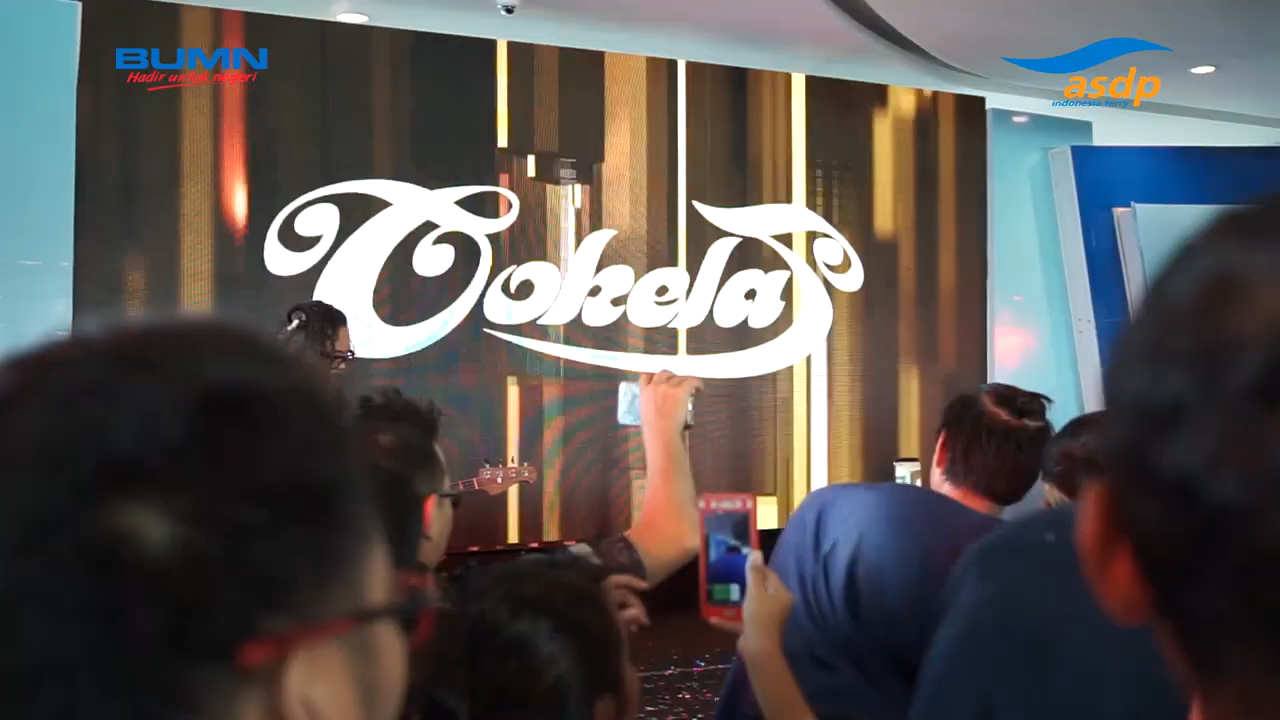 BUMN
Hadir untuk negeri
asdp
indonesia ferry
Cokelat